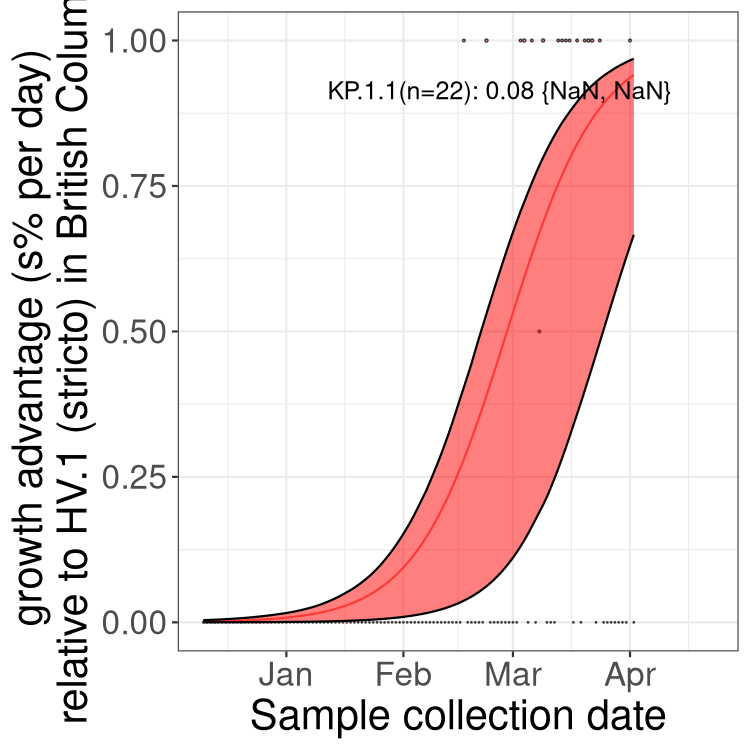 growth advantage (s% per day)
relative to HV.1 (stricto) in British Colum
1.00
0.75
0.50
0.25
0.00
KP.1.1(n=22): 0.08 {NaN, NaN}
Jan Feb Mar Apr
Sample collection date